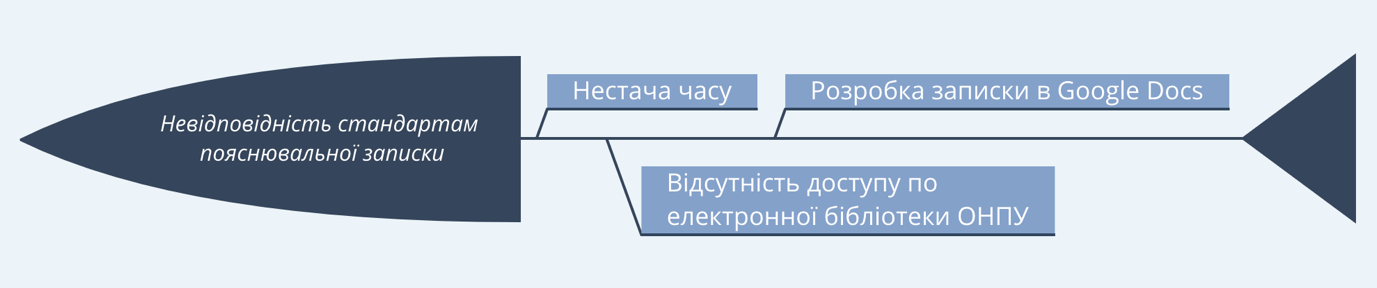 Невідповідність стандартам
пояснювальної записки
Нестача часу
Розробка записки в Google Docs
Відсутність доступу по
електронної бібліотеки ОНПУ